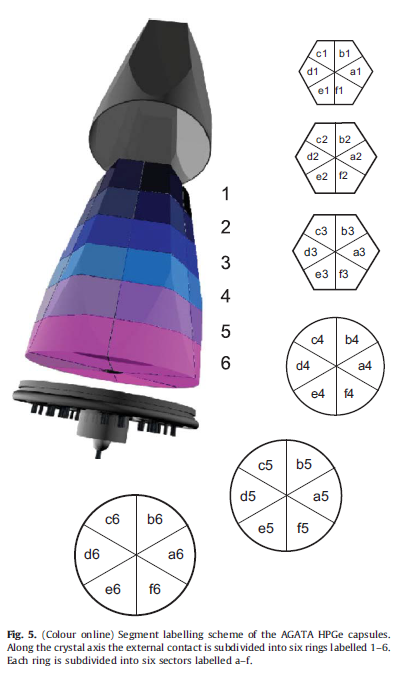 c1 b1
d1 a1
e1 f1
1
c2 b2
d2 a2
e2 f2
2
c3 b3
d3 a3
e3 f3
3
4
c4 b4
d4 a4
e4 f4
5
6
c5 b5
d5 a5
e5 f5
c6 b6
d6 a6
e6 f6
Fig. 5. (Colour online) Segment labelling scheme of the AGATA HPGe capsules.
Along the crystal axis the external contact is subdivided into six rings labelled 1–6.
Each ring is subdivided into six sectors labelled a–f.